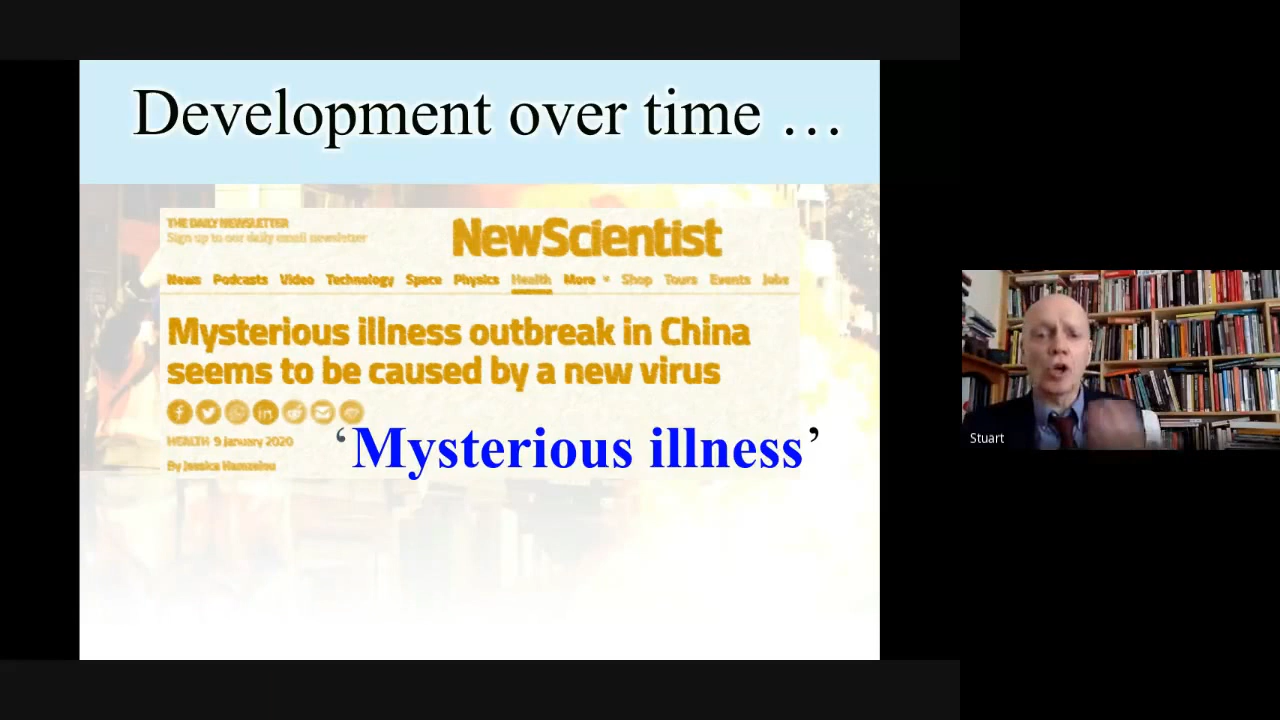 Development over time …
THE DAILY NEWSLETTER
Sign up to our daily email newsletter
NewScientist
News Podcasts Video Technology Space Physics Health More Shop Tours Events Jobs
Mysterious illness outbreak in China
seems to be caused by a new virus
HEALTH 9 January 2020
‘Mysterious illness’
By Jessica Hamzelou
Stuart